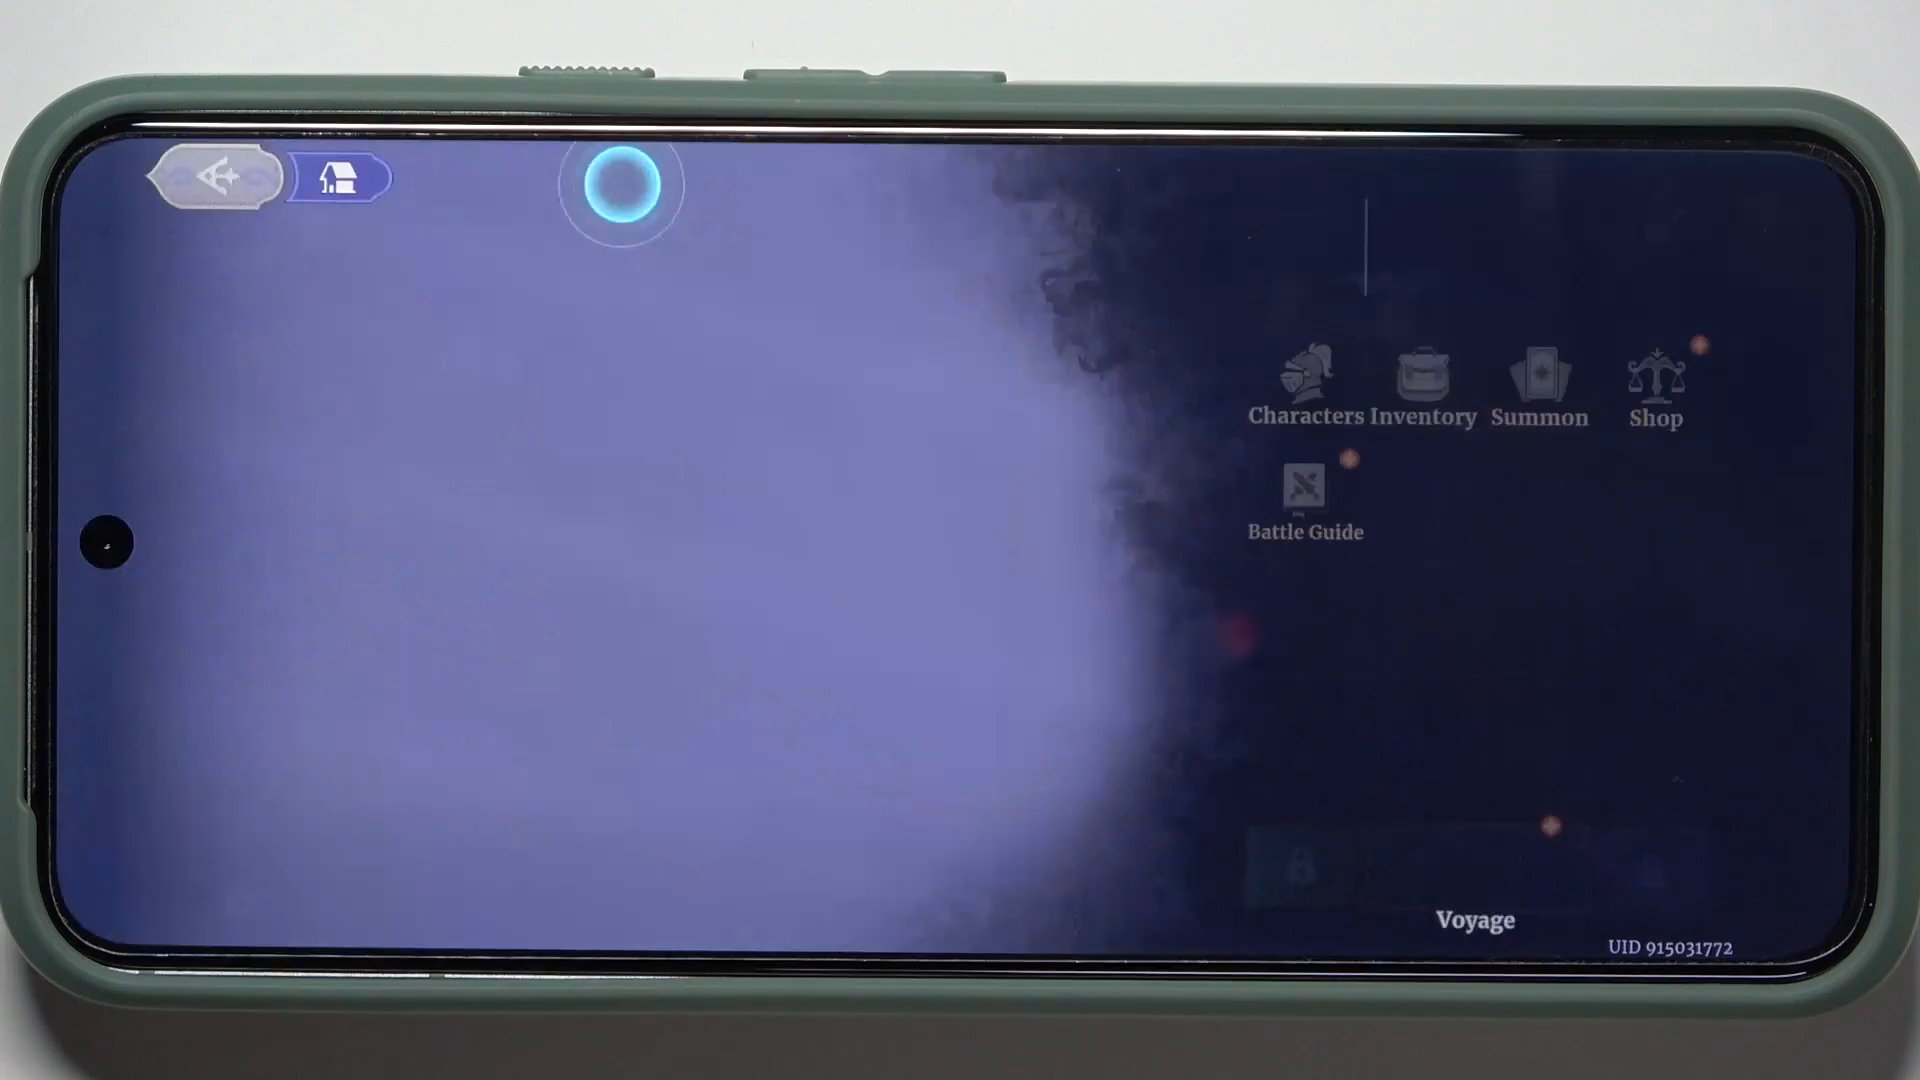 Characters Inventory Summon Shop
Battle Guide
Voyage
UID 915031772